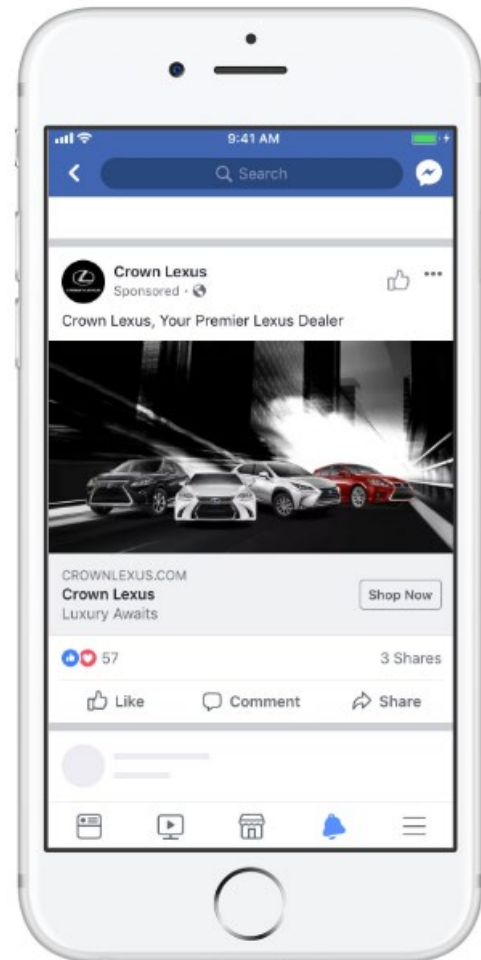 9:41 AM
Search
Crown Lexus
Sponsored ·
Crown Lexus, Your Premier Lexus Dealer
CROWNLEXUS.COM
Crown Lexus
Luxury Awaits
Shop Now
57
3 Shares
Like
Comment
Share